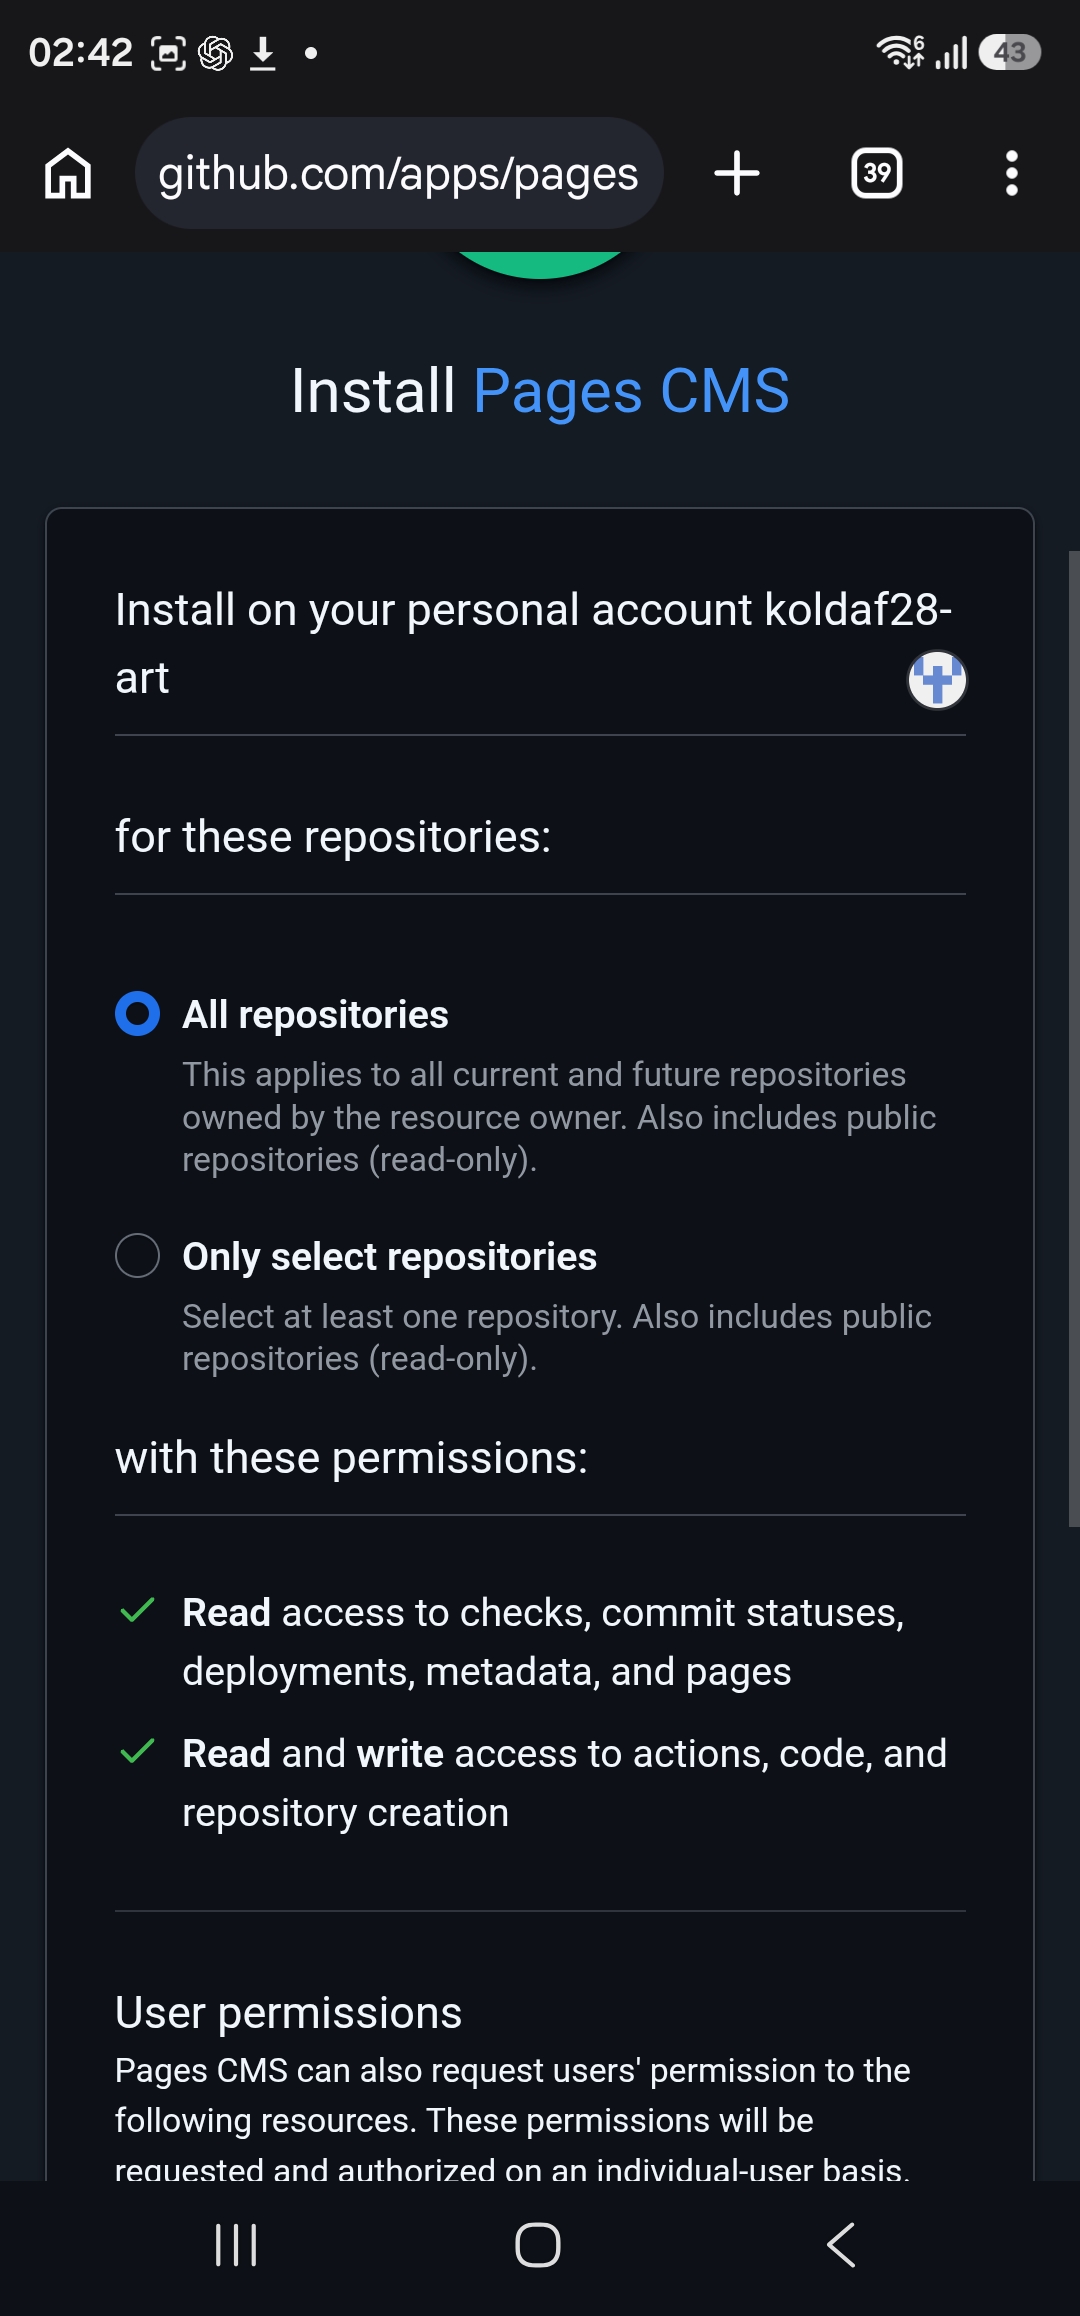 02:42
6
43
github.com/apps/pages
39
Install Pages CMS
Install on your personal account koldaf28-
art
for these repositories:
All repositories
This applies to all current and future repositories
owned by the resource owner. Also includes public
repositories (read-only).
Only select repositories
Select at least one repository. Also includes public
repositories (read-only).
with these permissions:
Read access to checks, commit statuses,
deployments, metadata, and pages
Read and write access to actions, code, and
repository creation
User permissions
Pages CMS can also request users' permission to the
following resources. These permissions will be
requested and authorized on an individual-user basis.